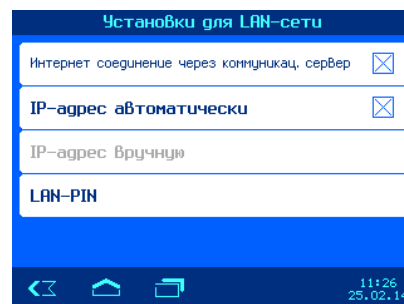 Установки для LAN-сети
Интернет соединение через коммуникац. сервер
IP-адрес автоматически
IP-адрес вручную
LAN-PIN
11:26
25.02.14